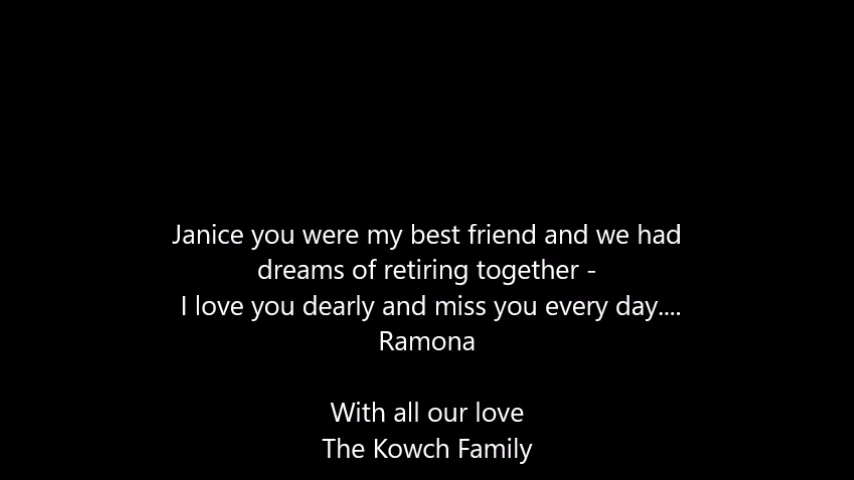 Janice you were my best friend and we had
dreams of retiring together -
I love you dearly and miss you every day....
Ramona
With all our love
The Kowch Family